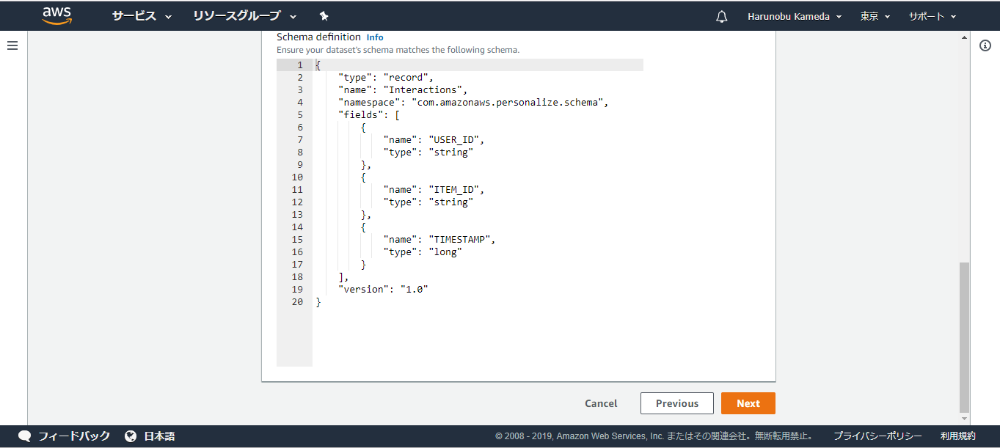 aws サービス リソースグループ Harunobu Kameda 東京 サポート
Schema definition Info
Ensure your dataset's schema matches the following schema.
1 {
2 "type": "record",
3 "name": "Interactions",
4 "namespace": "com.amazonaws.personalize.schema",
5 "fields": [
6 {
7 "name": "USER_ID",
8 "type": "string"
9 },
10 {
11 "name": "ITEM_ID",
12 "type": "string"
13 },
14 {
15 "name": "TIMESTAMP",
16 "type": "long"
17 }
18 ],
19 "version": "1.0"
20 }
Cancel Previous Next
フィードバック 日本語 © 2008 - 2019, Amazon Web Services, Inc. またはその関連会社。無断転用禁止。 プライバシーポリシー 利用規約